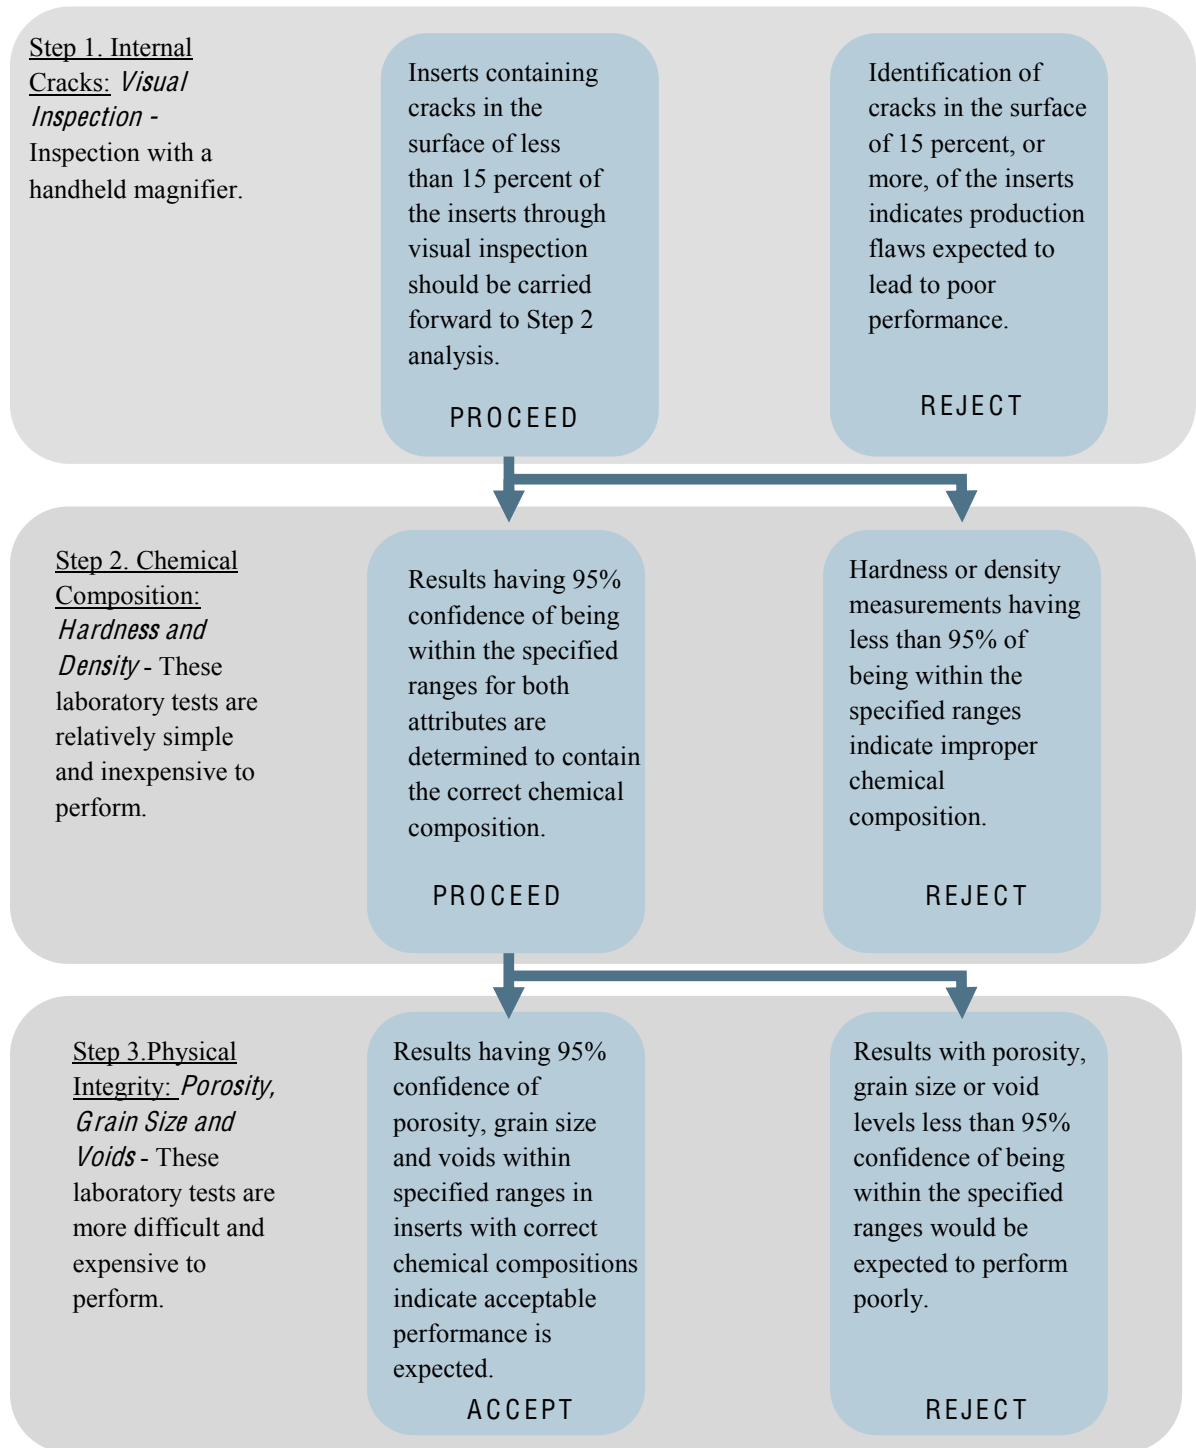 Step 1. Internal
Cracks: Visual
Inspection -
Inspection with a
handheld magnifier.
Inserts containing
cracks in the
surface of less
than 15 percent of
the inserts through
visual inspection
should be carried
forward to Step 2
analysis.
PROCEED
Identification of
cracks in the surface
of 15 percent, or
more, of the inserts
indicates production
flaws expected to
lead to poor
performance.
REJECT
Step 2. Chemical
Composition:
Hardness and
Density - These
laboratory tests are
relatively simple
and inexpensive to
perform.
Results having 95%
confidence of being
within the specified
ranges for both
attributes are
determined to contain
the correct chemical
composition.
PROCEED
Hardness or density
measurements having
less than 95% of
being within the
specified ranges
indicate improper
chemical
composition.
REJECT
Step 3.Physical
Integrity: Porosity,
Grain Size and
Voids - These
laboratory tests are
more difficult and
expensive to
perform.
Results having 95%
confidence of
porosity, grain size
and voids within
specified ranges in
inserts with correct
chemical compositions
indicate acceptable
performance is
expected.
ACCEPT
Results with porosity,
grain size or void
levels less than 95%
confidence of being
within the specified
ranges would be
expected to perform
poorly.
REJECT